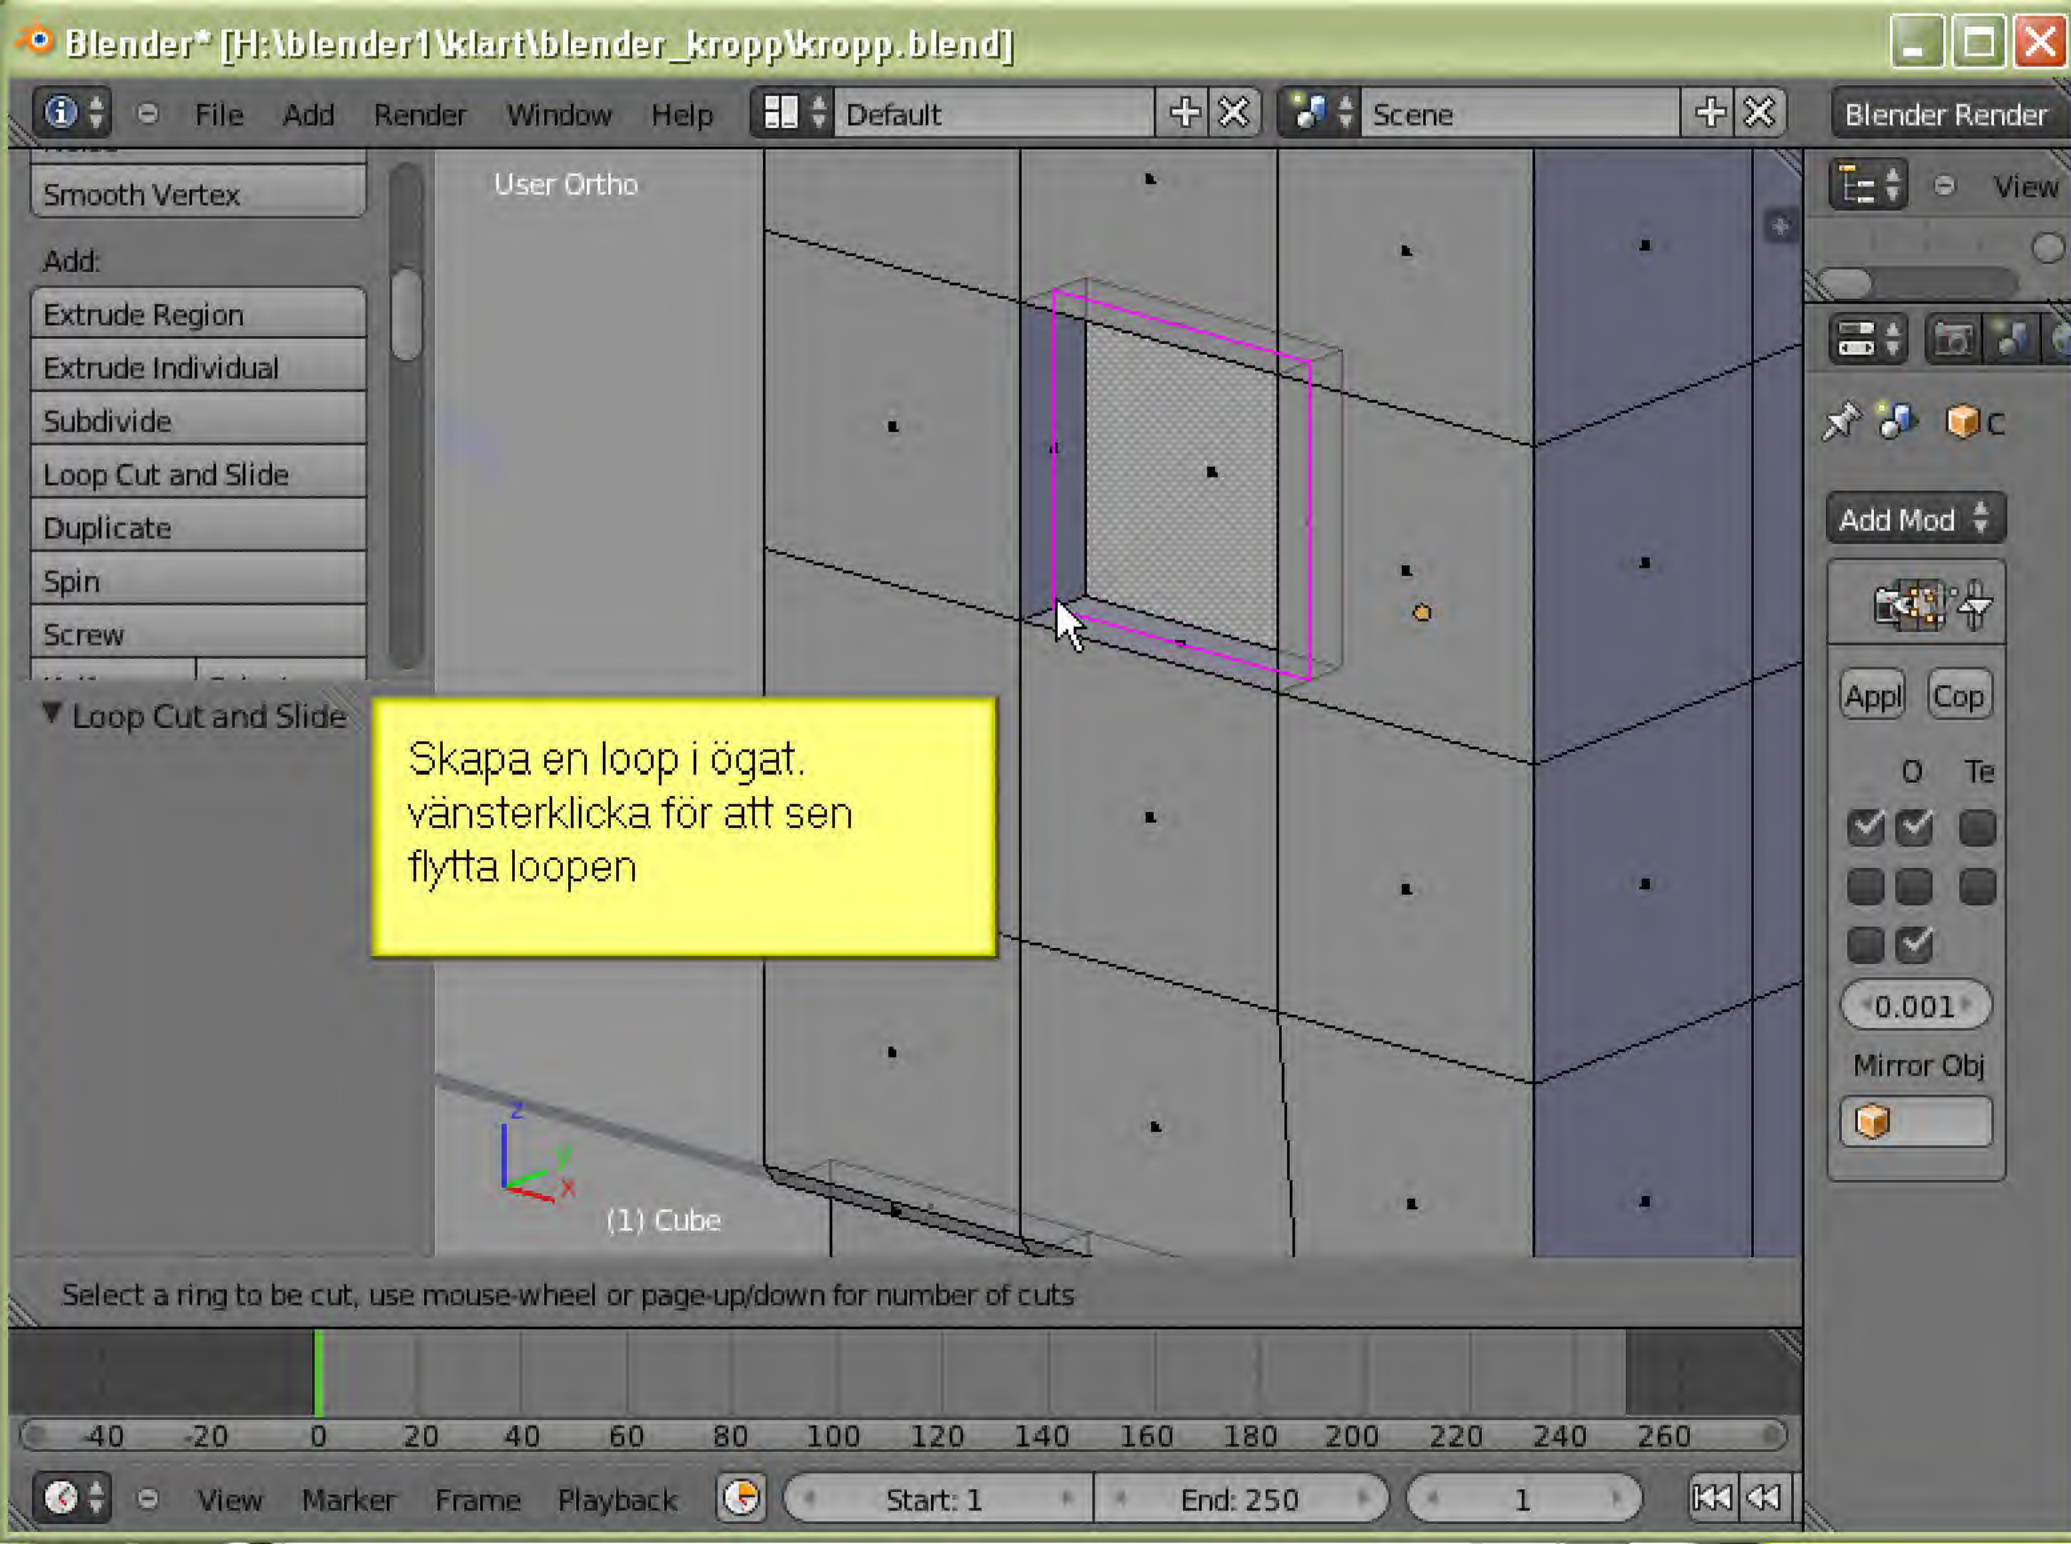 Blender* [H:\blender1\klart\blender_kropp\kropp.blend]
File Add Render Window Help Default Scene Blender Render
Smooth Vertex
Add:
Extrude Region
Extrude Individual
Subdivide
Loop Cut and Slide
Duplicate
Spin
Screw
Loop Cut and Slide
User Ortho
Skapa en loop i ögat.
vänsterklicka för att sen
flytta loopen
z
y
x
(1) Cube
Select a ring to be cut, use mouse-wheel or page-up/down for number of cuts
View
C
Add Mod
Appl Cop
O Te
0.001
Mirror Obj
-40 -20 0 20 40 60 80 100 120 140 160 180 200 220 240 260
View Marker Frame Playback Start: 1 End: 250 1